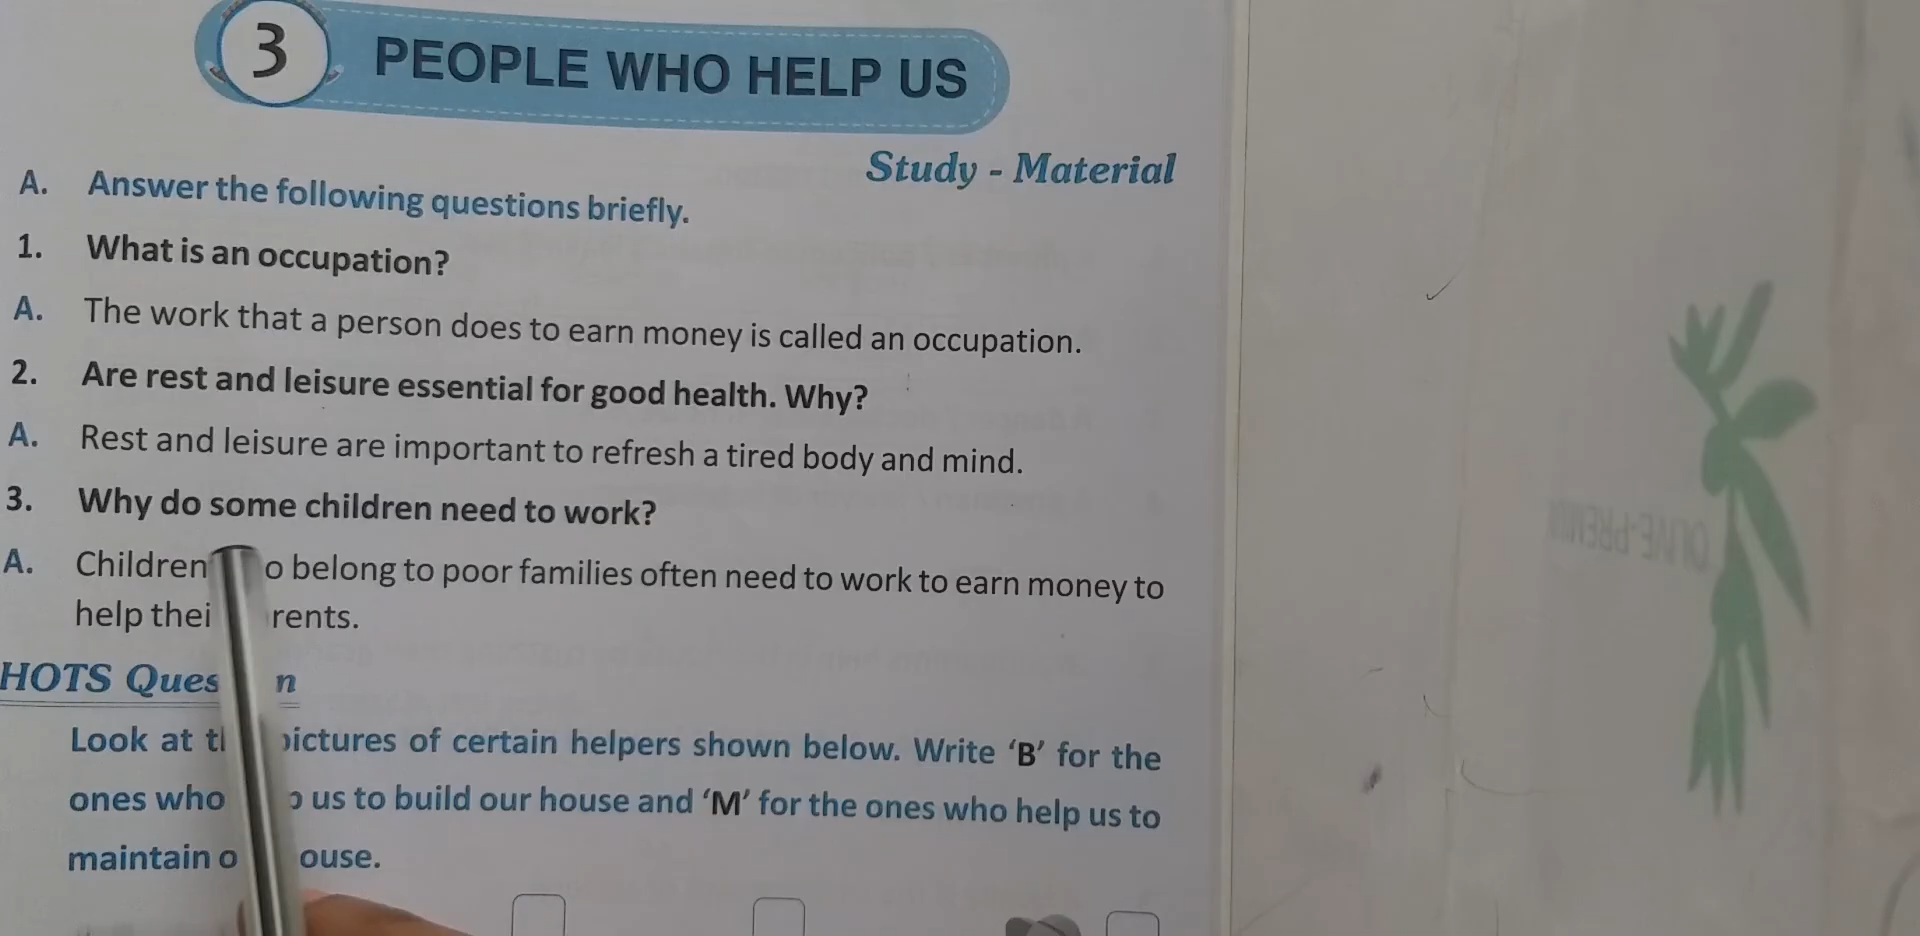 3 PEOPLE WHO HELP US
Study - Material
A. Answer the following questions briefly.
1. What is an occupation?
A. The work that a person does to earn money is called an occupation.
2. Are rest and leisure essential for good health. Why?
A. Rest and leisure are important to refresh a tired body and mind.
3. Why do some children need to work?
A. Children o belong to poor families often need to work to earn money to
help thei rents.
HOTS Ques n
Look at t pictures of certain helpers shown below. Write ‘B’ for the
ones who us to build our house and ‘M’ for the ones who help us to
maintain o ouse.